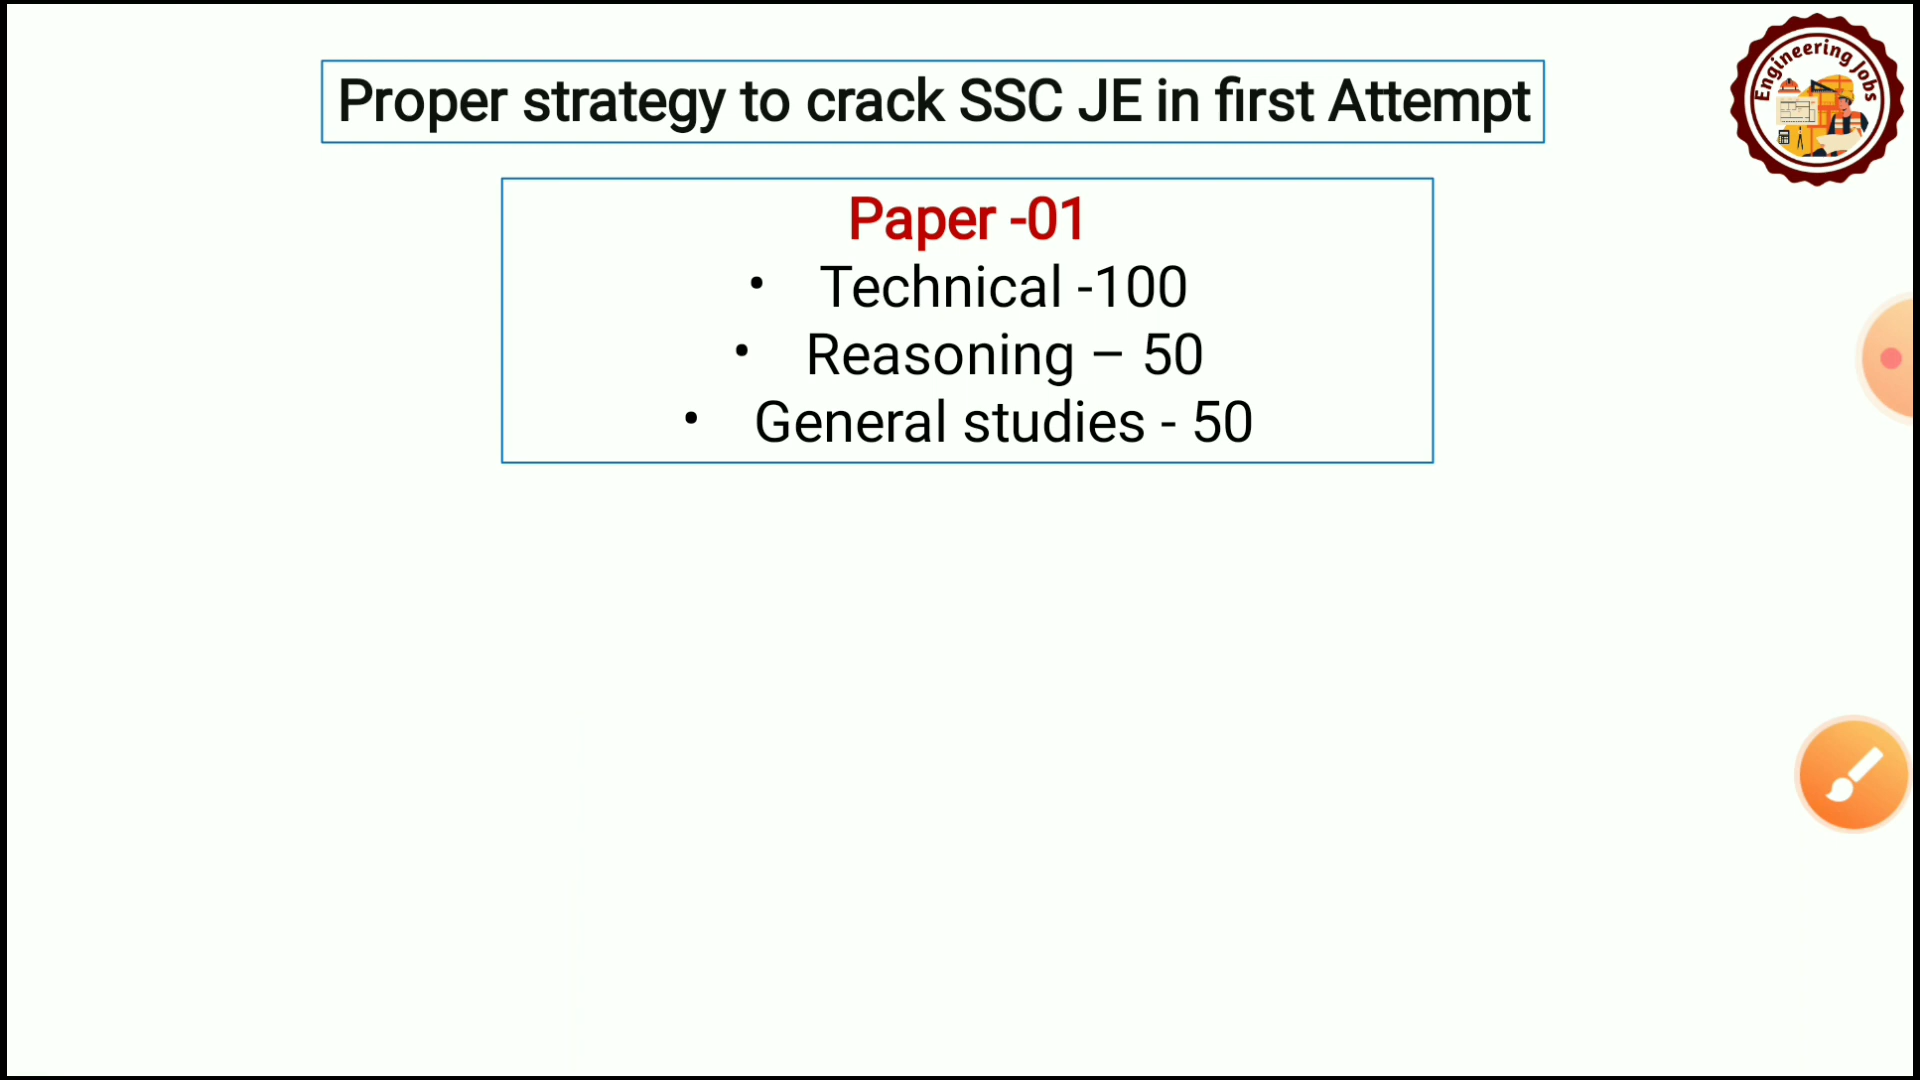 Proper strategy to crack SSC JE in first Attempt
Engineering Jobs
Paper -01
• Technical -100
• Reasoning – 50
• General studies - 50